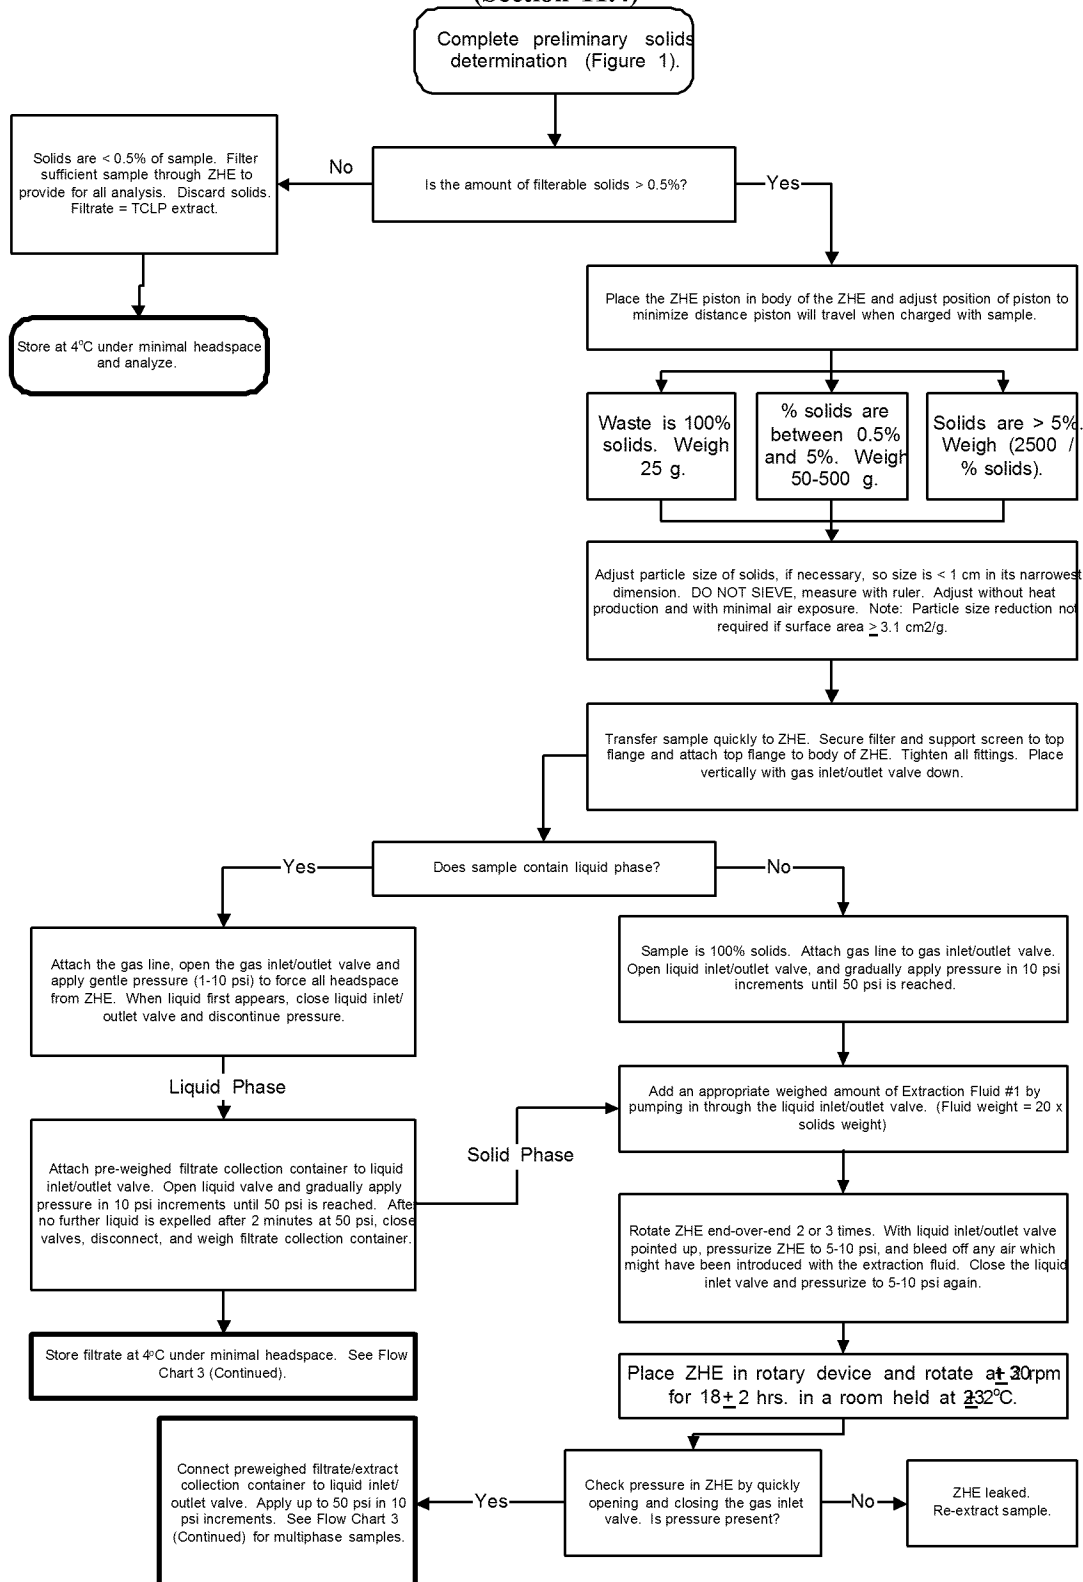 (Section 11.4)
Complete preliminary solids
determination (Figure 1).
Solids are < 0.5% of sample. Filter
sufficient sample through ZHE to
provide for all analysis. Discard solids.
Filtrate = TCLP extract.
No
Is the amount of filterable solids > 0.5%?
Yes
Place the ZHE piston in body of the ZHE and adjust position of piston to
minimize distance piston will travel when charged with sample.
Store at 4°C under minimal headspace
and analyze.
Waste is 100%
solids. Weigh
25 g.
% solids are
between 0.5%
and 5%. Weigh
50-500 g.
Solids are > 5%.
Weigh (2500 /
% solids).
Adjust particle size of solids, if necessary, so size is < 1 cm in its narrowest
dimension. DO NOT SIEVE, measure with ruler. Adjust without heat
production and with minimal air exposure. Note: Particle size reduction not
required if surface area ≥ 3.1 cm2/g.
Transfer sample quickly to ZHE. Secure filter and support screen to top
flange and attach top flange to body of ZHE. Tighten all fittings. Place
vertically with gas inlet/outlet valve down.
Does sample contain liquid phase?
Yes
No
Attach the gas line, open the gas inlet/outlet valve and
apply gentle pressure (1-10 psi) to force all headspace
from ZHE. When liquid first appears, close liquid inlet/
outlet valve and discontinue pressure.
Sample is 100% solids. Attach gas line to gas inlet/outlet valve.
Open liquid inlet/outlet valve, and gradually apply pressure in 10 psi
increments until 50 psi is reached.
Liquid Phase
Add an appropriate weighed amount of Extraction Fluid #1 by
pumping in through the liquid inlet/outlet valve. (Fluid weight = 20 x
solids weight)
Solid Phase
Attach pre-weighed filtrate collection container to liquid
inlet/outlet valve. Open liquid valve and gradually apply
pressure in 10 psi increments until 50 psi is reached. After
no further liquid is expelled after 2 minutes at 50 psi, close
valves, disconnect, and weigh filtrate collection container.
Rotate ZHE end-over-end 2 or 3 times. With liquid inlet/outlet valve
pointed up, pressurize ZHE to 5-10 psi, and bleed off any air which
might have been introduced with the extraction fluid. Close the liquid
inlet valve and pressurize to 5-10 psi again.
Store filtrate at 4°C under minimal headspace. See Flow
Chart 3 (Continued).
Place ZHE in rotary device and rotate at rpm
for 18 ± 2 hrs. in a room held at
Connect preweighed filtrate/extract
collection container to liquid inlet/
outlet valve. Apply up to 50 psi in 10
psi increments. See Flow Chart 3
(Continued) for multiphase samples.
Yes
Check pressure in ZHE by quickly
opening and closing the gas inlet
valve. Is pressure present?
No
ZHE leaked.
Re-extract sample.